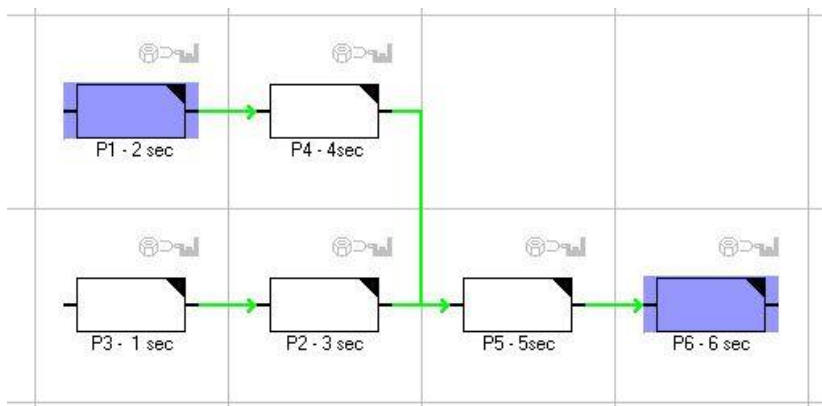 P1 - 2 sec
P4 - 4sec
P3 - 1 sec
P2 - 3 sec
P5 - 5sec
P6 - 6 sec